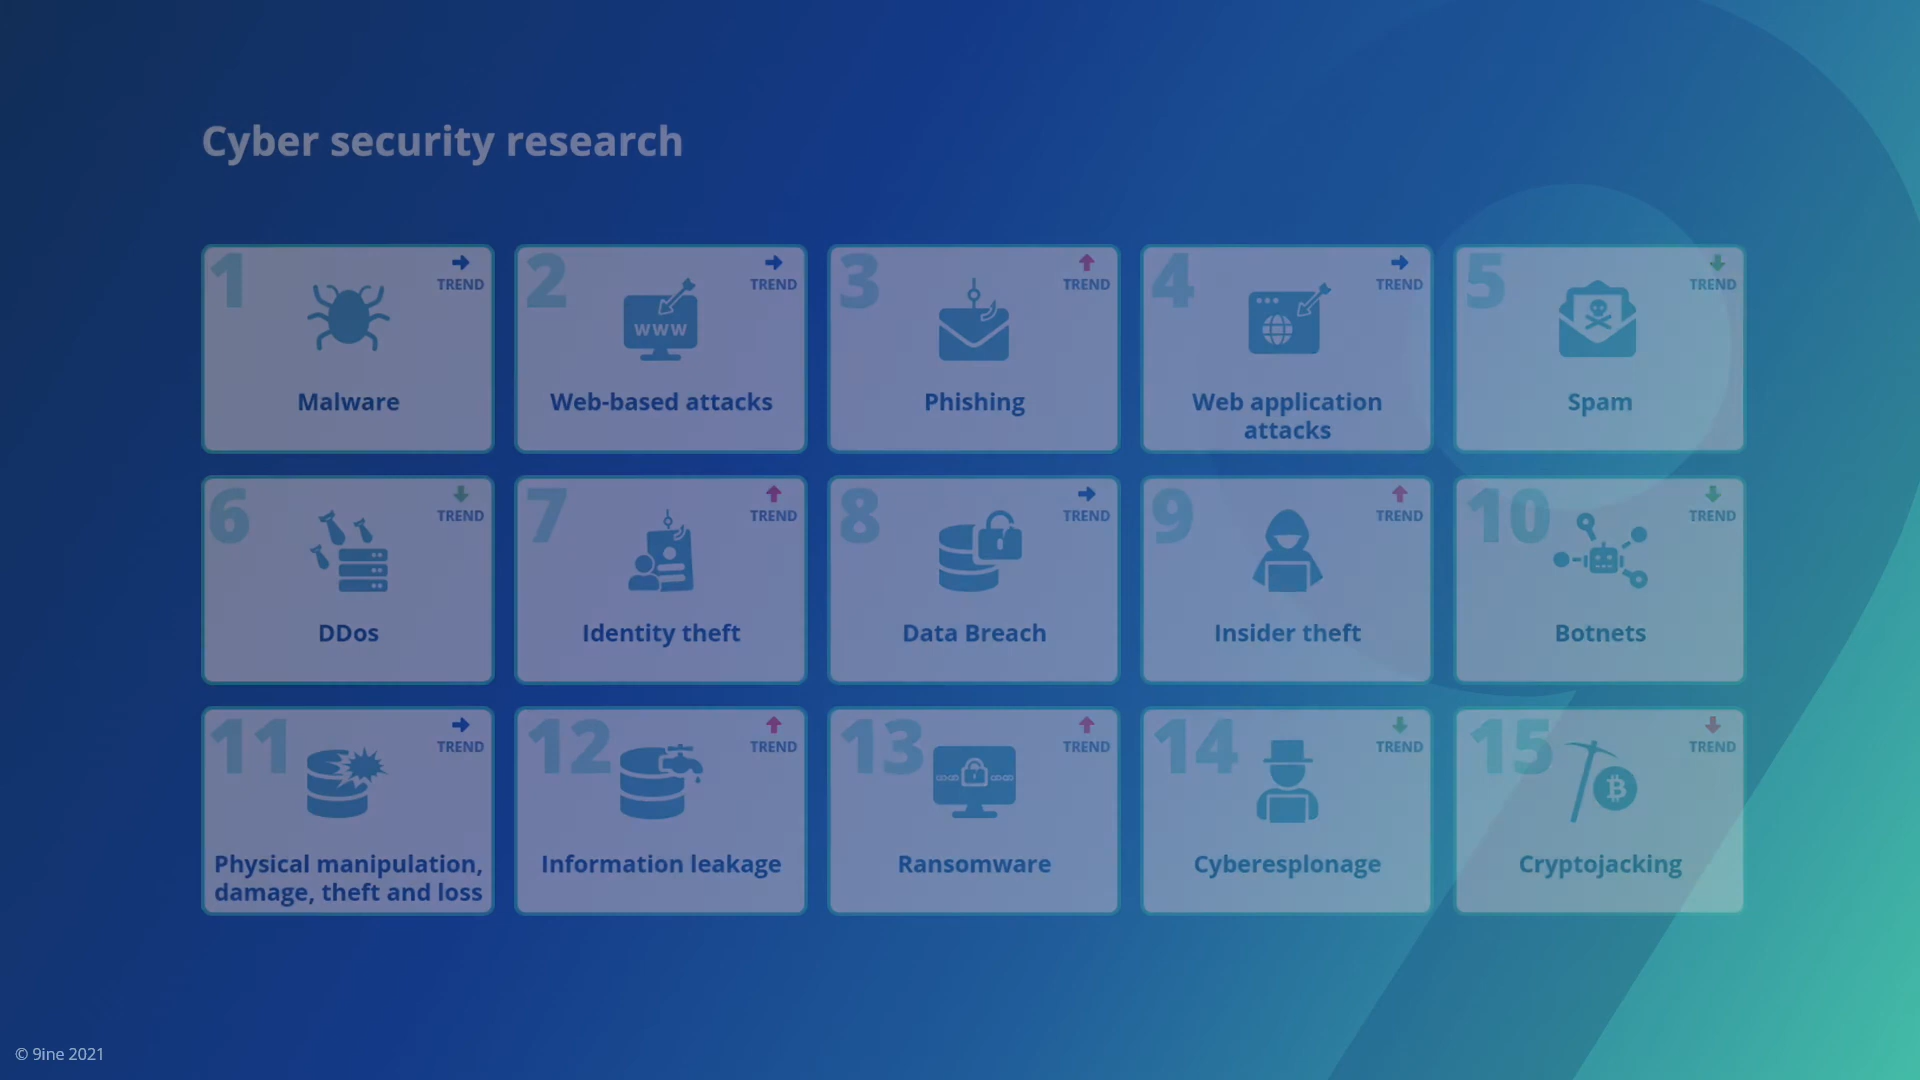 Cyber security research
1
TREND
Malware
2
TREND
WWW
Web-based attacks
3
TREND
Phishing
4
TREND
Web application
attacks
5
TREND
Spam
6
TREND
DDos
7
TREND
Identity theft
8
TREND
Data Breach
9
TREND
Insider theft
10
TREND
Botnets
11
TREND
Physical manipulation,
damage, theft and loss
12
TREND
Information leakage
13
TREND
Ransomware
14
TREND
Cyberesplonage
15
TREND
Cryptojacking
© 9ine 2021